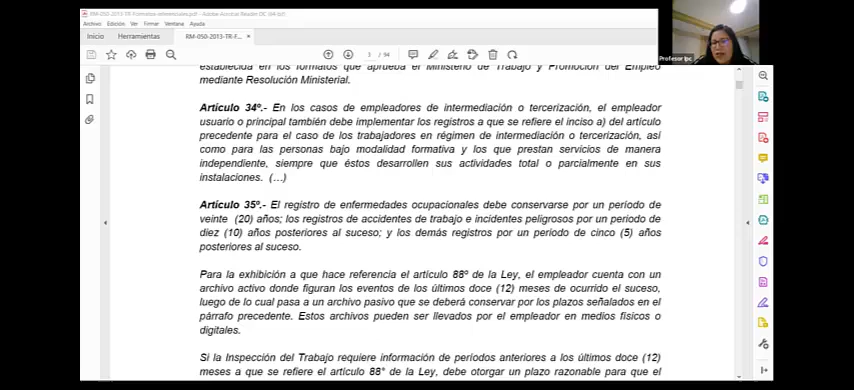 RM-050-2013-TR-Formatos-referenciales.pdf - Adobe Acrobat Reader DC (64-bit)
Archivo Edición Ver Firmar Ventana Ayuda
Inicio Herramientas RM-050-2013-TR-F... ×
3 / 94
Profesor Ipc
establecida en los formatos que aprueba el Ministerio de Trabajo y Promoción del Empleo
mediante Resolución Ministerial.
Artículo 34º.- En los casos de empleadores de intermediación o tercerización, el empleador
usuario o principal también debe implementar los registros a que se refiere el inciso a) del artículo
precedente para el caso de los trabajadores en régimen de intermediación o tercerización, así
como para las personas bajo modalidad formativa y los que prestan servicios de manera
independiente, siempre que éstos desarrollen sus actividades total o parcialmente en sus
instalaciones. (…)
Artículo 35º.- El registro de enfermedades ocupacionales debe conservarse por un período de
veinte (20) años; los registros de accidentes de trabajo e incidentes peligrosos por un periodo de
diez (10) años posteriores al suceso; y los demás registros por un periodo de cinco (5) años
posteriores al suceso.
Para la exhibición a que hace referencia el artículo 88º de la Ley, el empleador cuenta con un
archivo activo donde figuran los eventos de los últimos doce (12) meses de ocurrido el suceso,
luego de lo cual pasa a un archivo pasivo que se deberá conservar por los plazos señalados en el
párrafo precedente. Estos archivos pueden ser llevados por el empleador en medios físicos o
digitales.
Si la Inspección del Trabajo requiere información de períodos anteriores a los últimos doce (12)
meses a que se refiere el artículo 88° de la Ley, debe otorgar un plazo razonable para que el